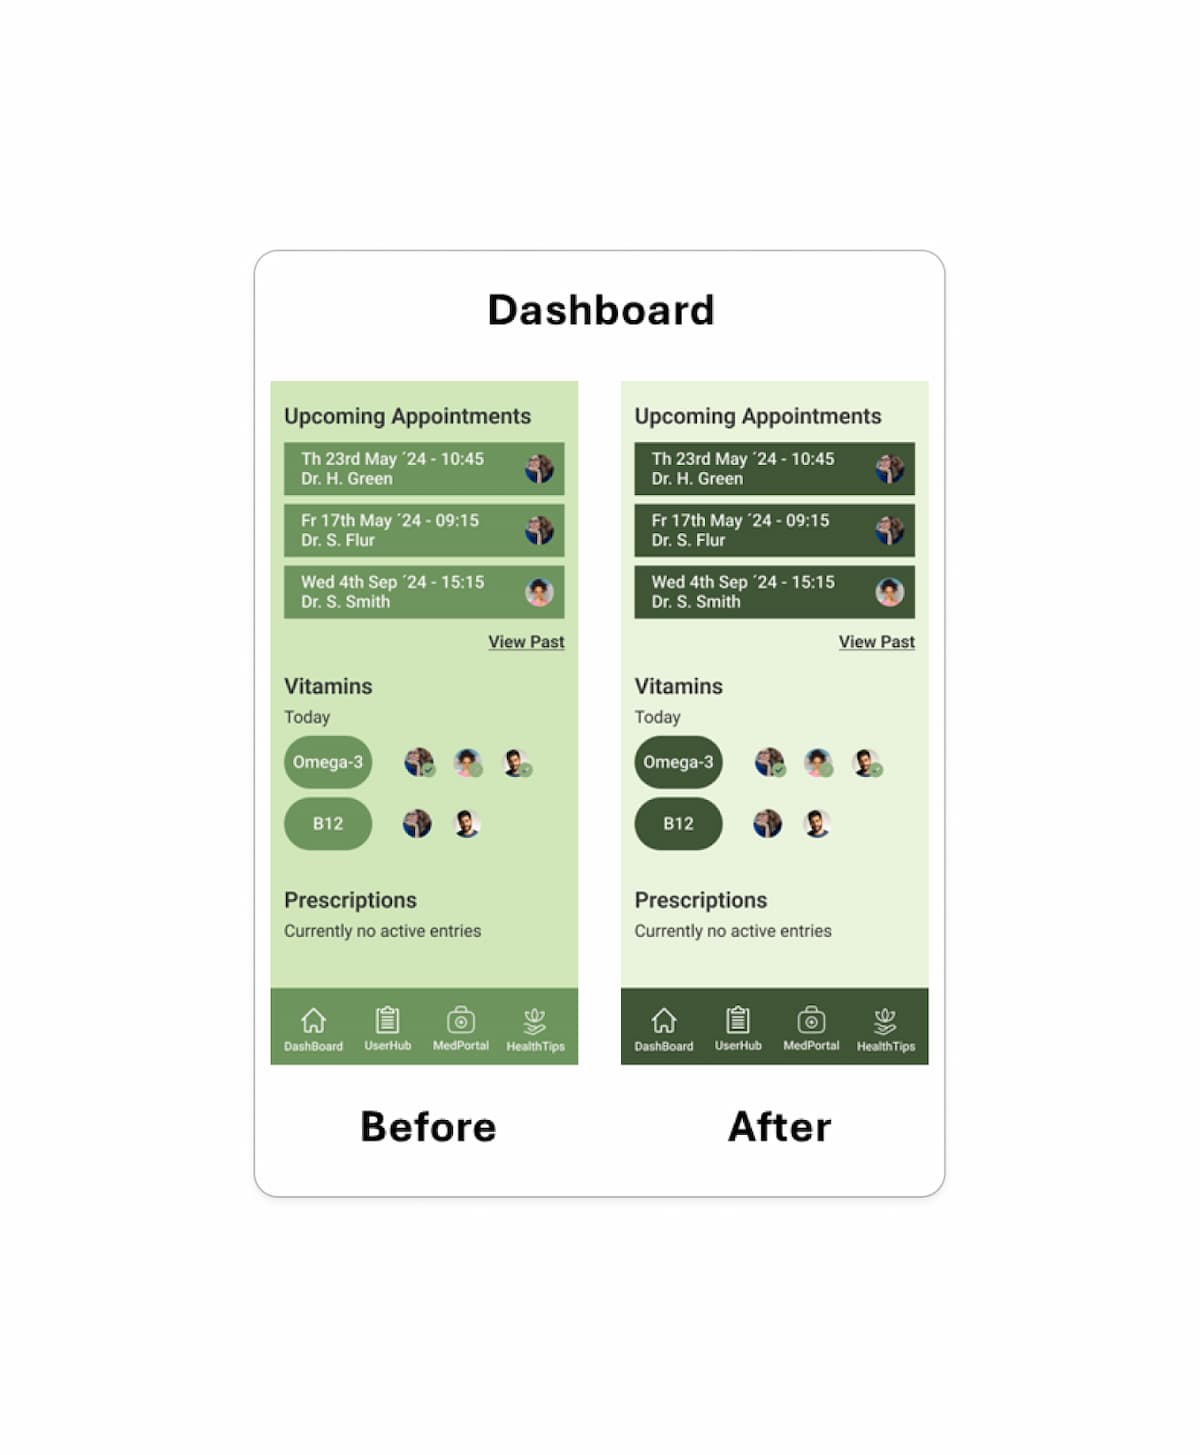 Dashboard
Upcoming Appointments
Th 23rd May ´24 - 10:45
Dr. H. Green
Fr 17th May ´24 - 09:15
Dr. S. Flur
Wed 4th Sep ´24 - 15:15
Dr. S. Smith
View Past
Vitamins
Today
Omega-3
B12
Prescriptions
Currently no active entries
DashBoard
UserHub
MedPortal
HealthTips
Before
Upcoming Appointments
Th 23rd May ´24 - 10:45
Dr. H. Green
Fr 17th May ´24 - 09:15
Dr. S. Flur
Wed 4th Sep ´24 - 15:15
Dr. S. Smith
View Past
Vitamins
Today
Omega-3
B12
Prescriptions
Currently no active entries
DashBoard
UserHub
MedPortal
HealthTips
After